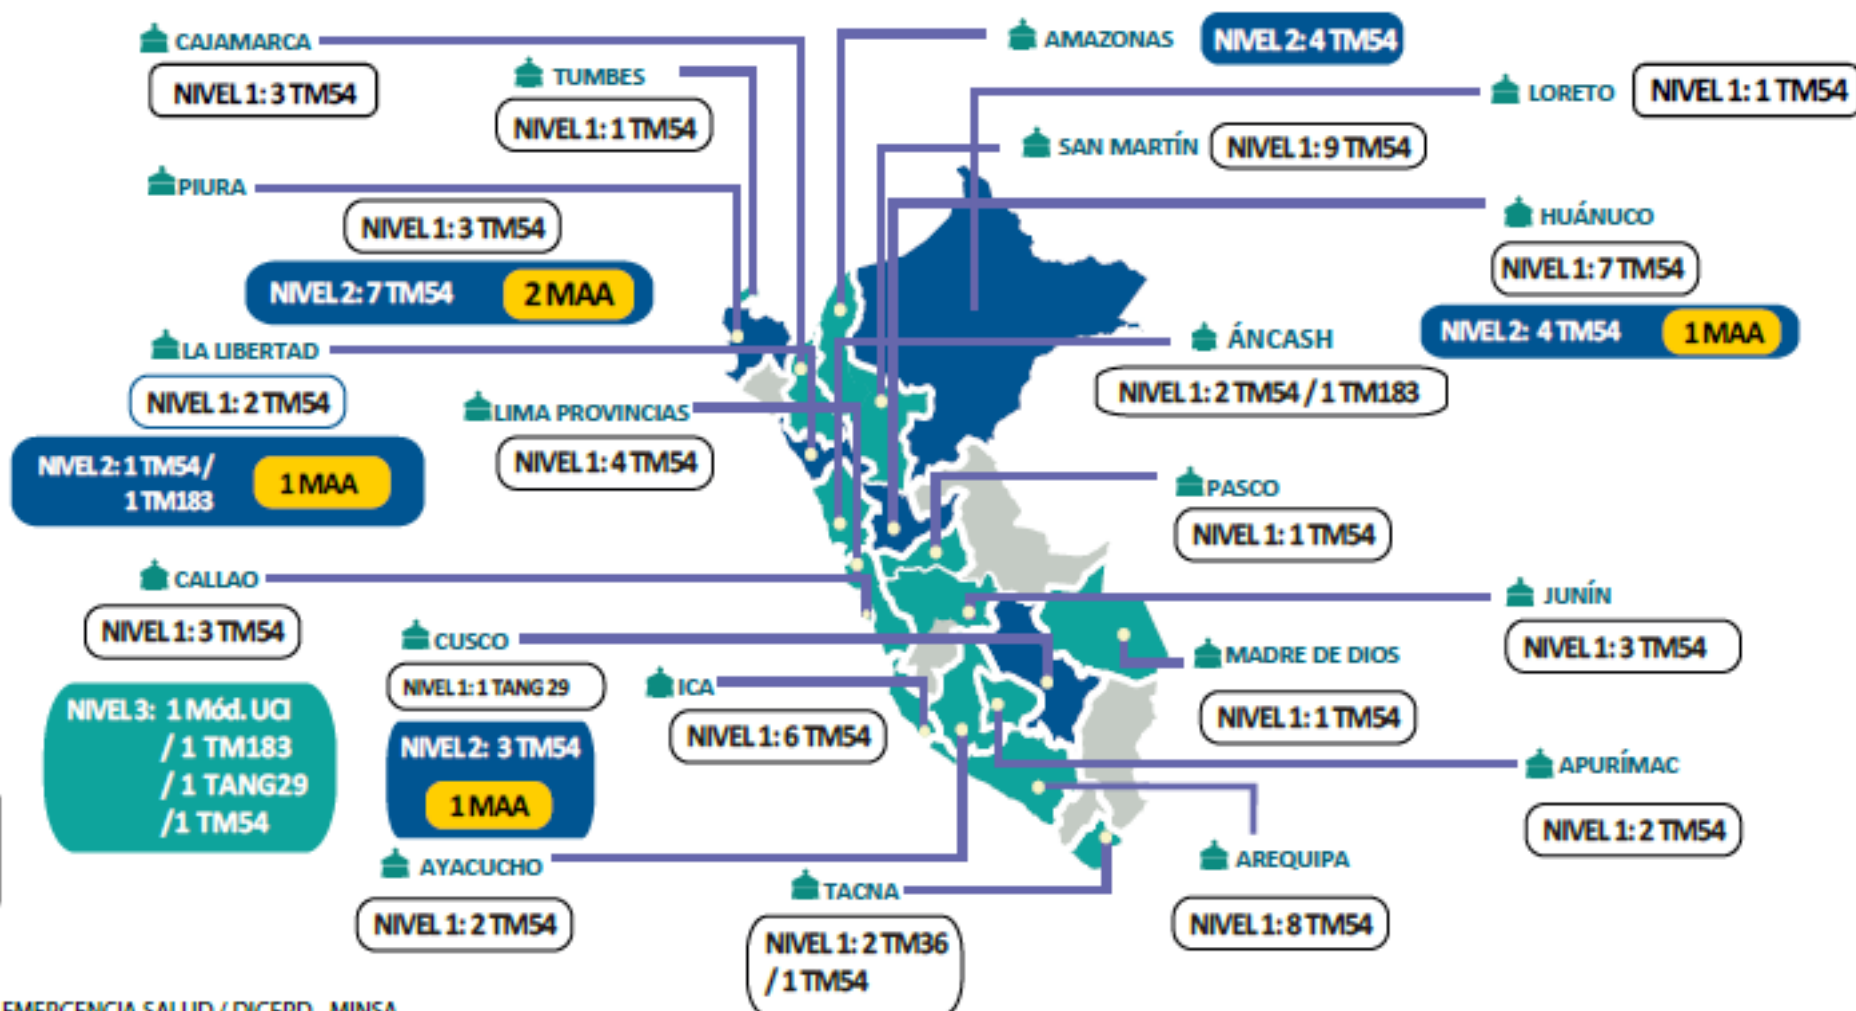 CAJAMARCA
NIVEL 1: 3 TM54
TUMBES
NIVEL 1: 1 TM54
AMAZONAS
NIVEL 2: 4 TM54
LORETO
NIVEL 1: 1 TM54
SAN MARTÍN
NIVEL 1: 9 TM54
PIURA
NIVEL 1: 3 TM54
NIVEL 2: 7 TM54
2 MAA
HUÁNUCO
NIVEL 1: 7 TM54
NIVEL 2: 4 TM54
1 MAA
LA LIBERTAD
NIVEL 1: 2 TM54
NIVEL 2: 1 TM54 /
1 TM183
1 MAA
LIMA PROVINCIAS
NIVEL 1: 4 TM54
ÁNCASH
NIVEL 1: 2 TM54 / 1 TM183
PASCO
NIVEL 1: 1 TM54
CALLAO
NIVEL 1: 3 TM54
NIVEL 3: 1 Mód. UCI
/ 1 TM183
/ 1 TANG29
/1 TM54
CUSCO
NIVEL 1: 1 TANG 29
NIVEL 2: 3 TM54
1 MAA
ICA
NIVEL 1: 6 TM54
JUNÍN
NIVEL 1: 3 TM54
MADRE DE DIOS
NIVEL 1: 1 TM54
APURÍMAC
NIVEL 1: 2 TM54
AYACUCHO
NIVEL 1: 2 TM54
TACNA
NIVEL 1: 2 TM36
/ 1 TM54
AREQUIPA
NIVEL 1: 8 TM54
EMERGENCIA SALUD / DIGERD - MINSA